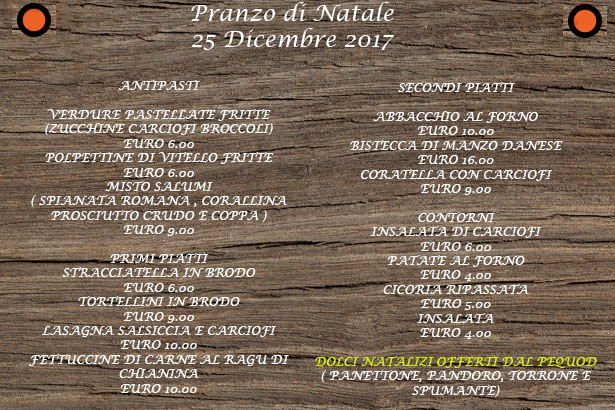 Pranzo di Natale
25 Dicembre 2017
ANTIPASTI
VERDURE PASTELLATE FRITTE
(ZUCCHINE CARCIOFI BROCCOLI)
EURO 6.00
POLPETTINE DI VITELLO FRITTE
EURO 6.00
MISTO SALUMI
( SPIANATA ROMANA , CORALLINA
PROSCIUTTO CRUDO E COPPA )
EURO 9.00
PRIMI PIATTI
STRACCIATELLA IN BRODO
EURO 6.00
TORTELLINI IN BRODO
EURO 9.00
LASAGNA SALSICCIA E CARCIOFI
EURO 10.00
FETTUCCINE DI CARNE AL RAGU DI
CHIANINA
EURO 10.00
SECONDI PIATTI
ABBACCHIO AL FORNO
EURO 10.00
BISTECCA DI MANZO DANESE
EURO 16.00
CORATELLA CON CARCIOFI
EURO 9.00
CONTORNI
INSALATA DI CARCIOFI
EURO 6.00
PATATE AL FORNO
EURO 4.00
CICORIA RIPASSATA
EURO 5.00
INSALATA
EURO 4.00
DOLCI NATALIZI OFFERTI DAL PEQUOD
( PANETTONE, PANDORO, TORRONE E
SPUMANTE)